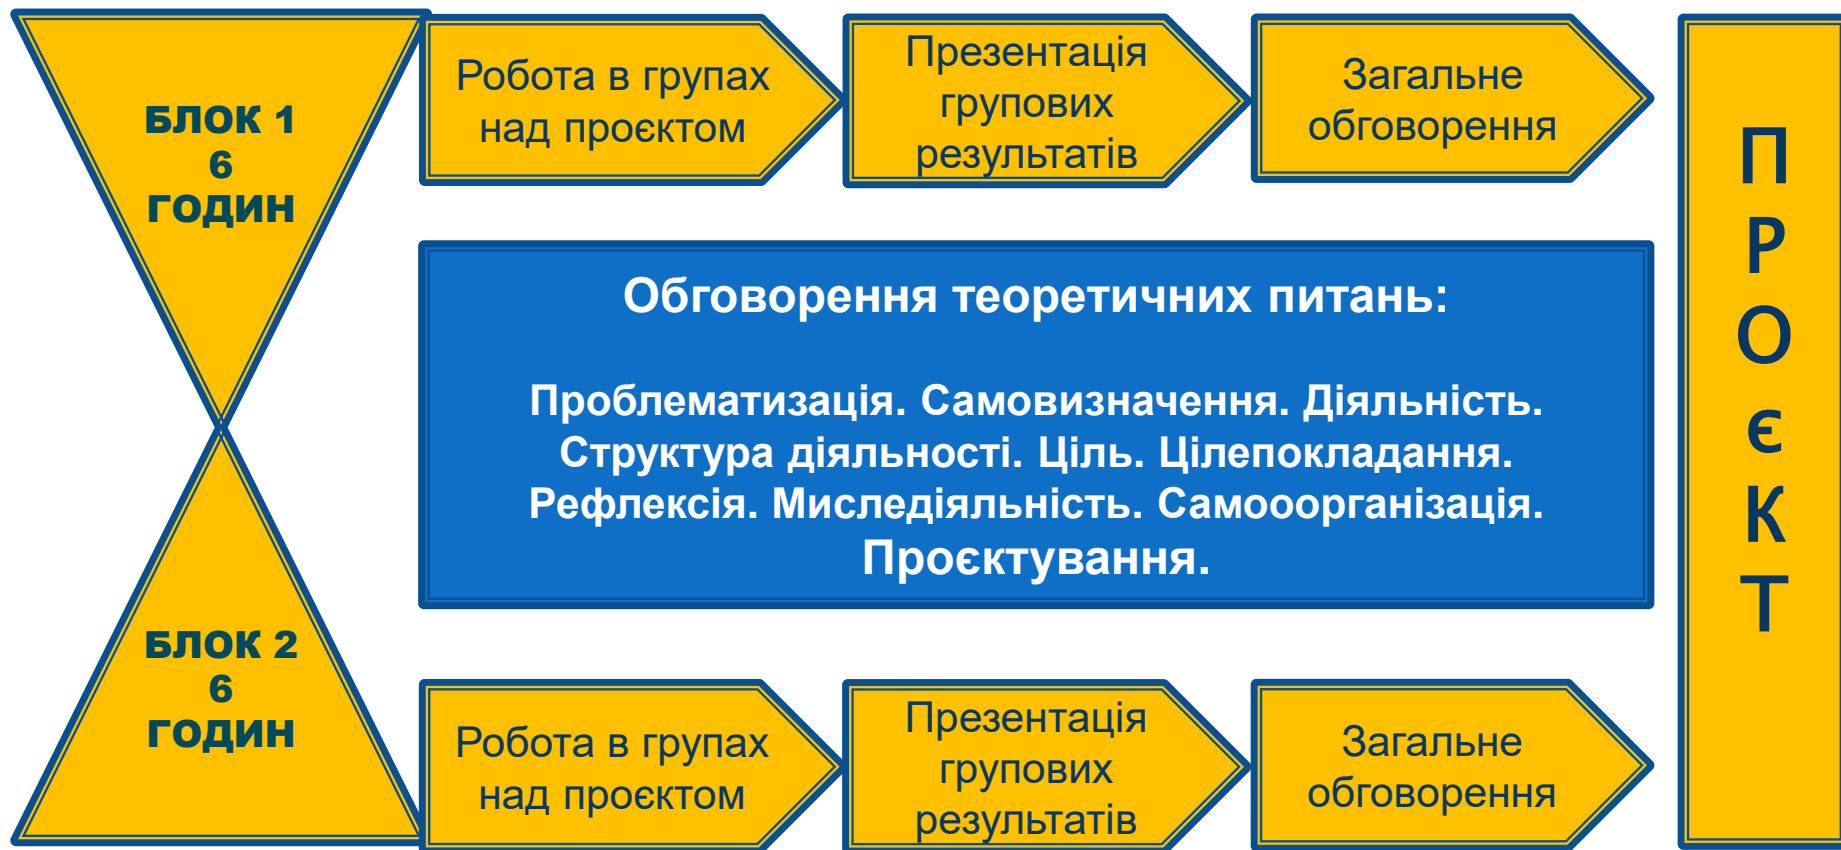 БЛОК 1
6
ГОДИН
Робота в групах
над проєктом
Презентація
групових
результатів
Загальне
обговорення
Обговорення теоретичних питань:
Проблематизація. Самовизначення. Діяльність.
Структура діяльності. Ціль. Цілепокладання.
Рефлексія. Миследіяльність. Самооорганізація.
Проєктування.
БЛОК 2
6
ГОДИН
Робота в групах
над проєктом
Презентація
групових
результатів
Загальне
обговорення
П
Р
О
Є
К
Т